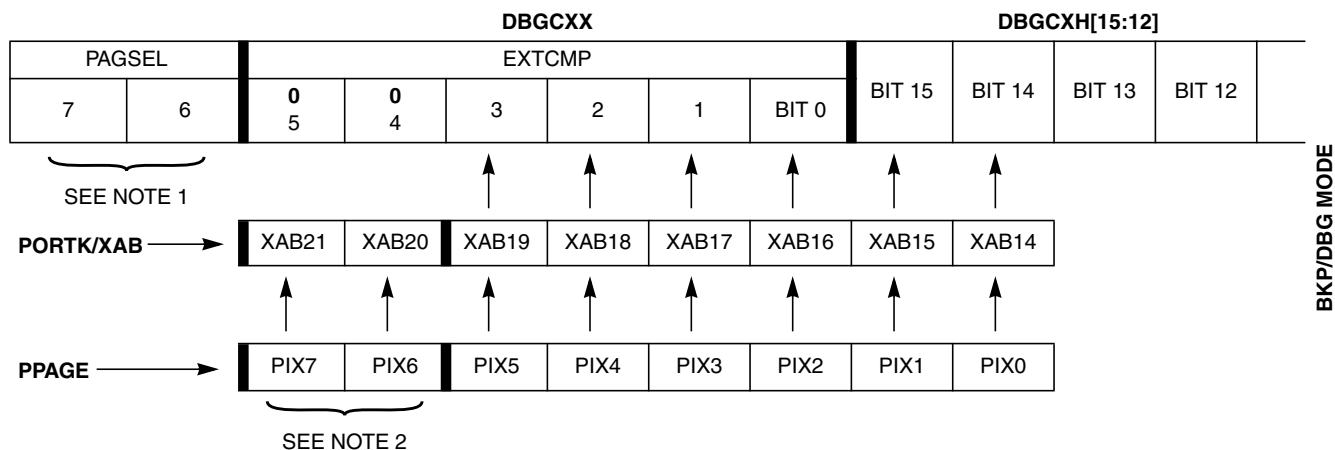 DBGCXX DBGCXH[15:12]
PAGSEL EXTCMP
BIT 15 BIT 14 BIT 13 BIT 12
7 6 0 5 0 4 3 2 1 BIT 0
SEE NOTE 1
PORTK/XAB XAB21 XAB20 XAB19 XAB18 XAB17 XAB16 XAB15 XAB14
PPAGE PIX7 PIX6 PIX5 PIX4 PIX3 PIX2 PIX1 PIX0
SEE NOTE 2
BKP/DBG MODE